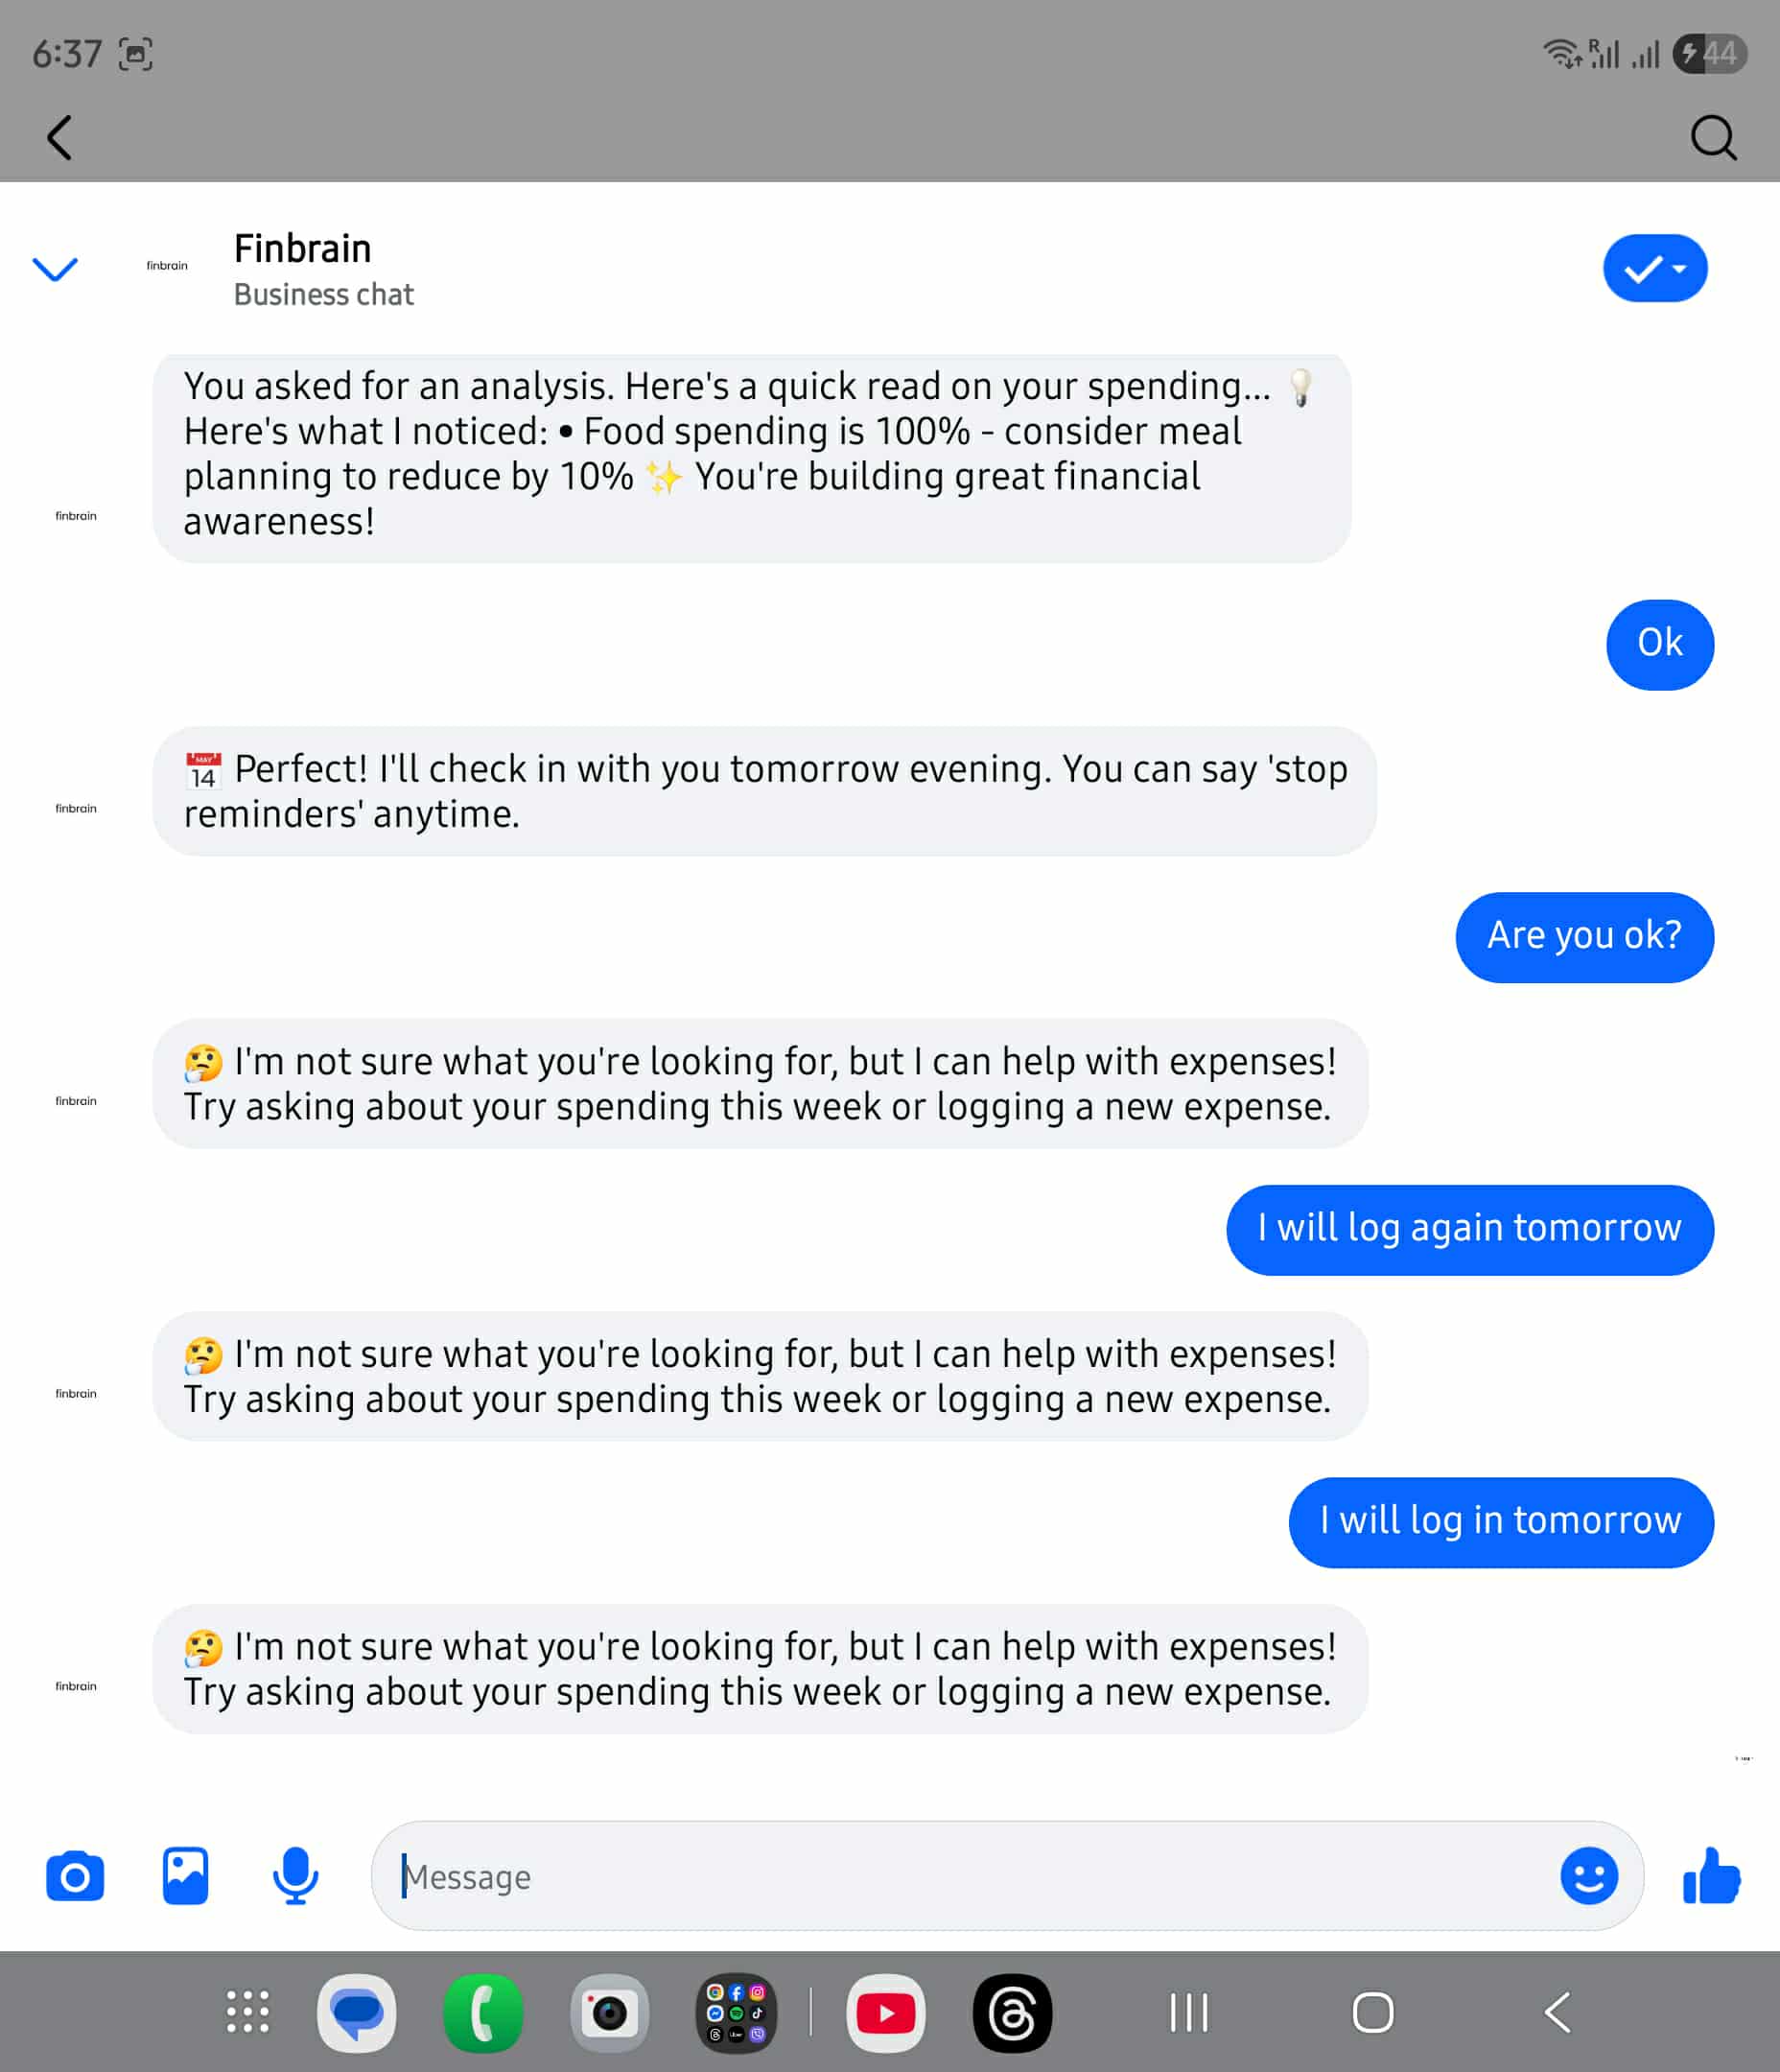 6:37
R
44
finbrain
Finbrain
Business chat
You asked for an analysis. Here's a quick read on your spending... 💡
Here's what I noticed: • Food spending is 100% - consider meal
planning to reduce by 10% ✨ You're building great financial
awareness!
finbrain
Ok
📅 Perfect! I'll check in with you tomorrow evening. You can say 'stop
reminders' anytime.
finbrain
Are you ok?
🤔 I'm not sure what you're looking for, but I can help with expenses!
Try asking about your spending this week or logging a new expense.
finbrain
I will log again tomorrow
🤔 I'm not sure what you're looking for, but I can help with expenses!
Try asking about your spending this week or logging a new expense.
finbrain
I will log in tomorrow
🤔 I'm not sure what you're looking for, but I can help with expenses!
Try asking about your spending this week or logging a new expense.
finbrain
Message